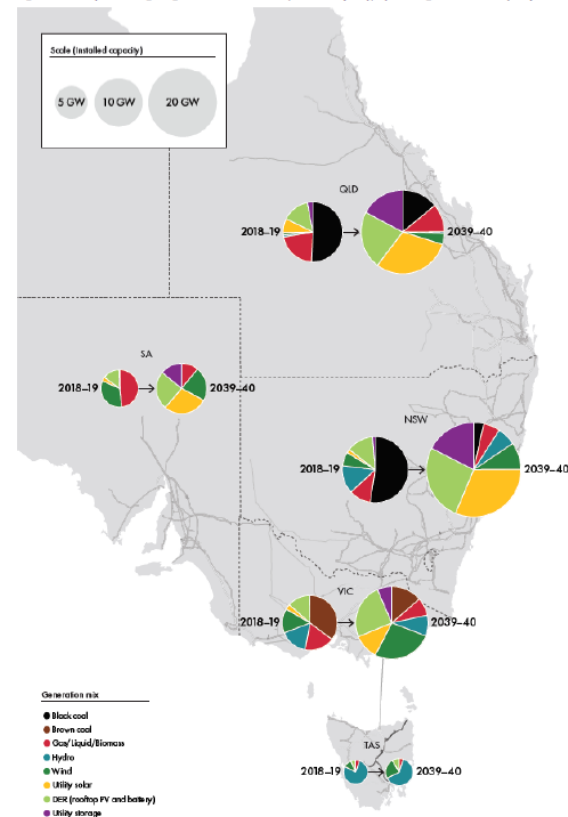 Scale (Installed capacity)
5 GW 10 GW 20 GW
QLD
2018–19 2039–40
SA
2018–19 2039–40
NSW
2018–19 2039–40
VIC
2018–19 2039–40
Generation mix
Black coal
Brown coal
Gas/Liquid/Biomass
Hydro
Wind
Utility solar
DER (rooftop PV and battery)
Utility storage
TAS
2018–19 2039–40